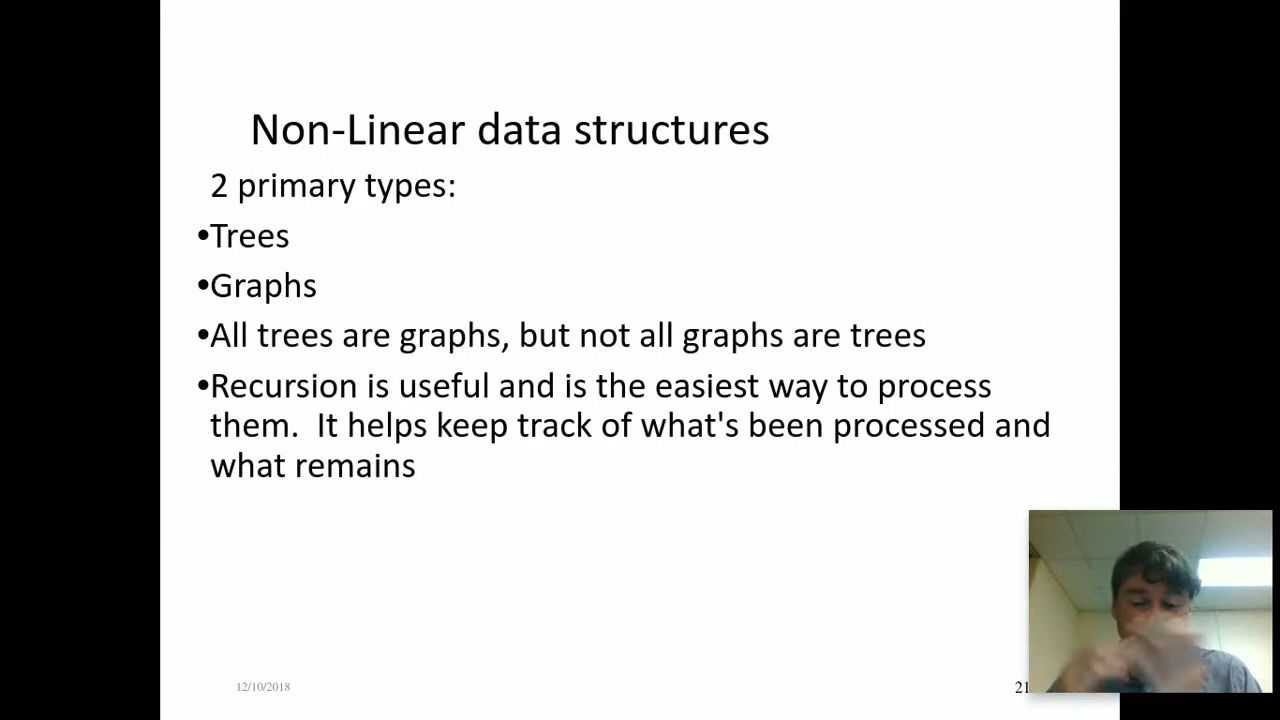 Non-Linear data structures
2 primary types:
•Trees
•Graphs
•All trees are graphs, but not all graphs are trees
•Recursion is useful and is the easiest way to process
them.  It helps keep track of what's been processed and
what remains
12/10/2018
21